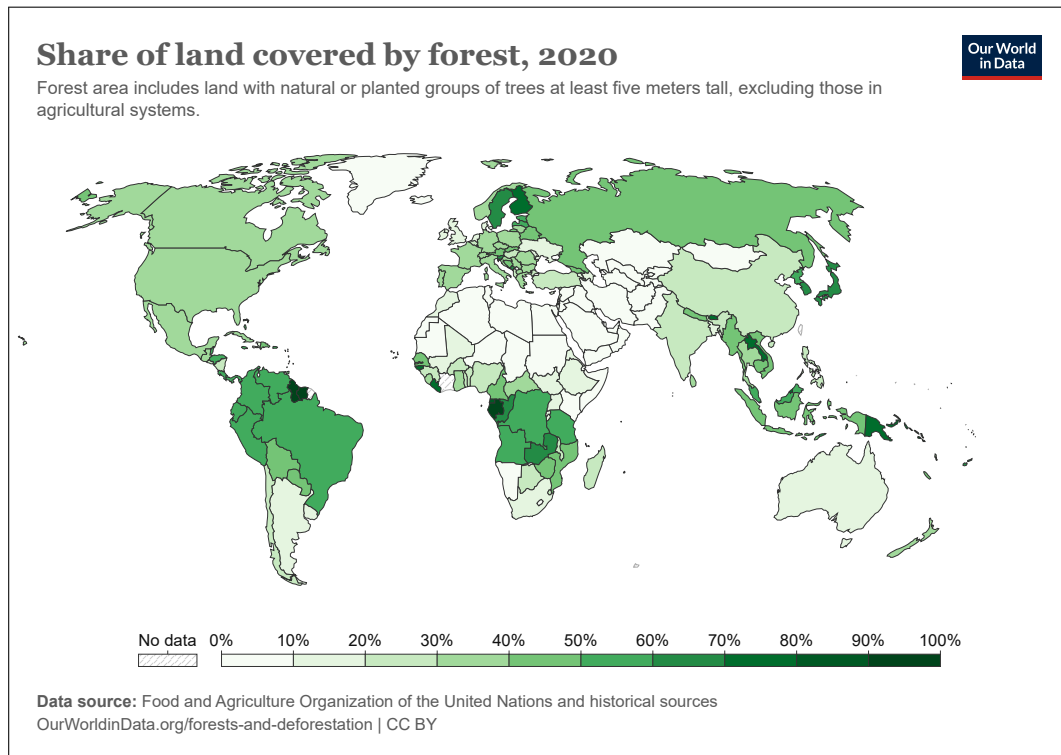 Share of land covered by forest, 2020
Our World
in Data
Forest area includes land with natural or planted groups of trees at least five meters tall, excluding those in
agricultural systems.
No data 0% 10% 20% 30% 40% 50% 60% 70% 80% 90% 100%
Data source: Food and Agriculture Organization of the United Nations and historical sources
OurWorldinData.org/forests-and-deforestation | CC BY